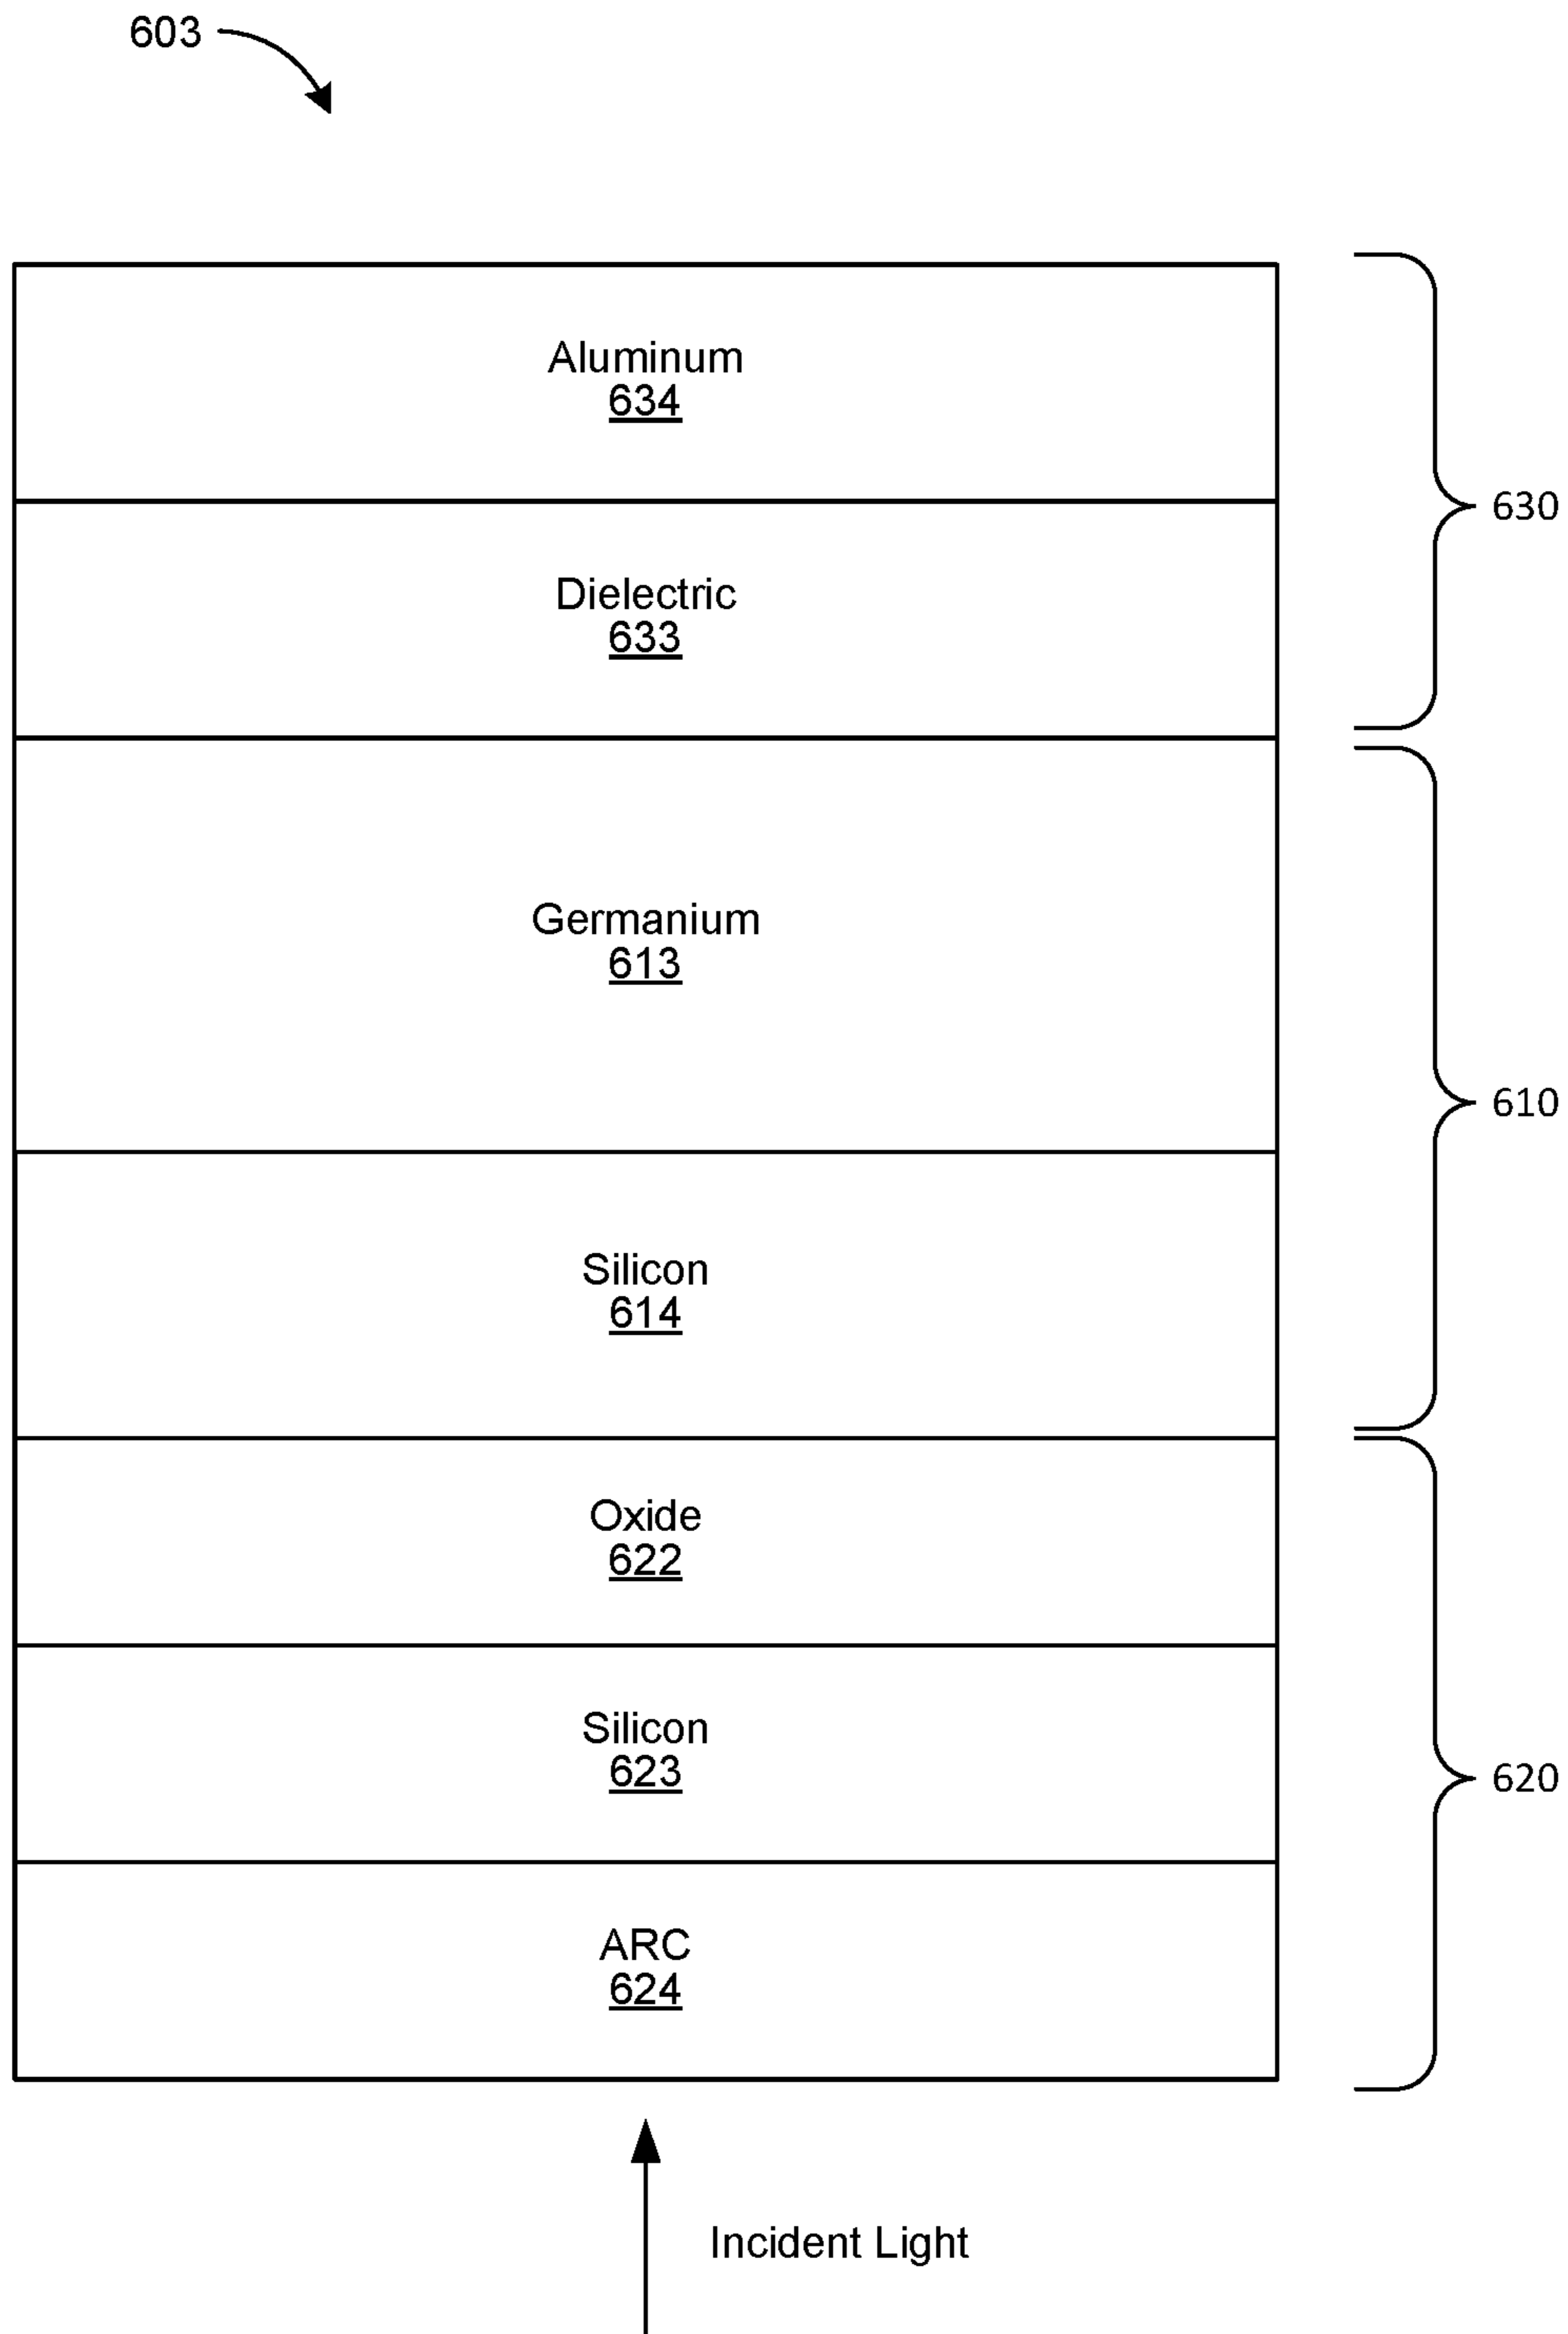 603
Aluminum
634
630
Dielectric
633
Germanium
613
610
Silicon
614
Oxide
622
Silicon
623
620
ARC
624
Incident Light